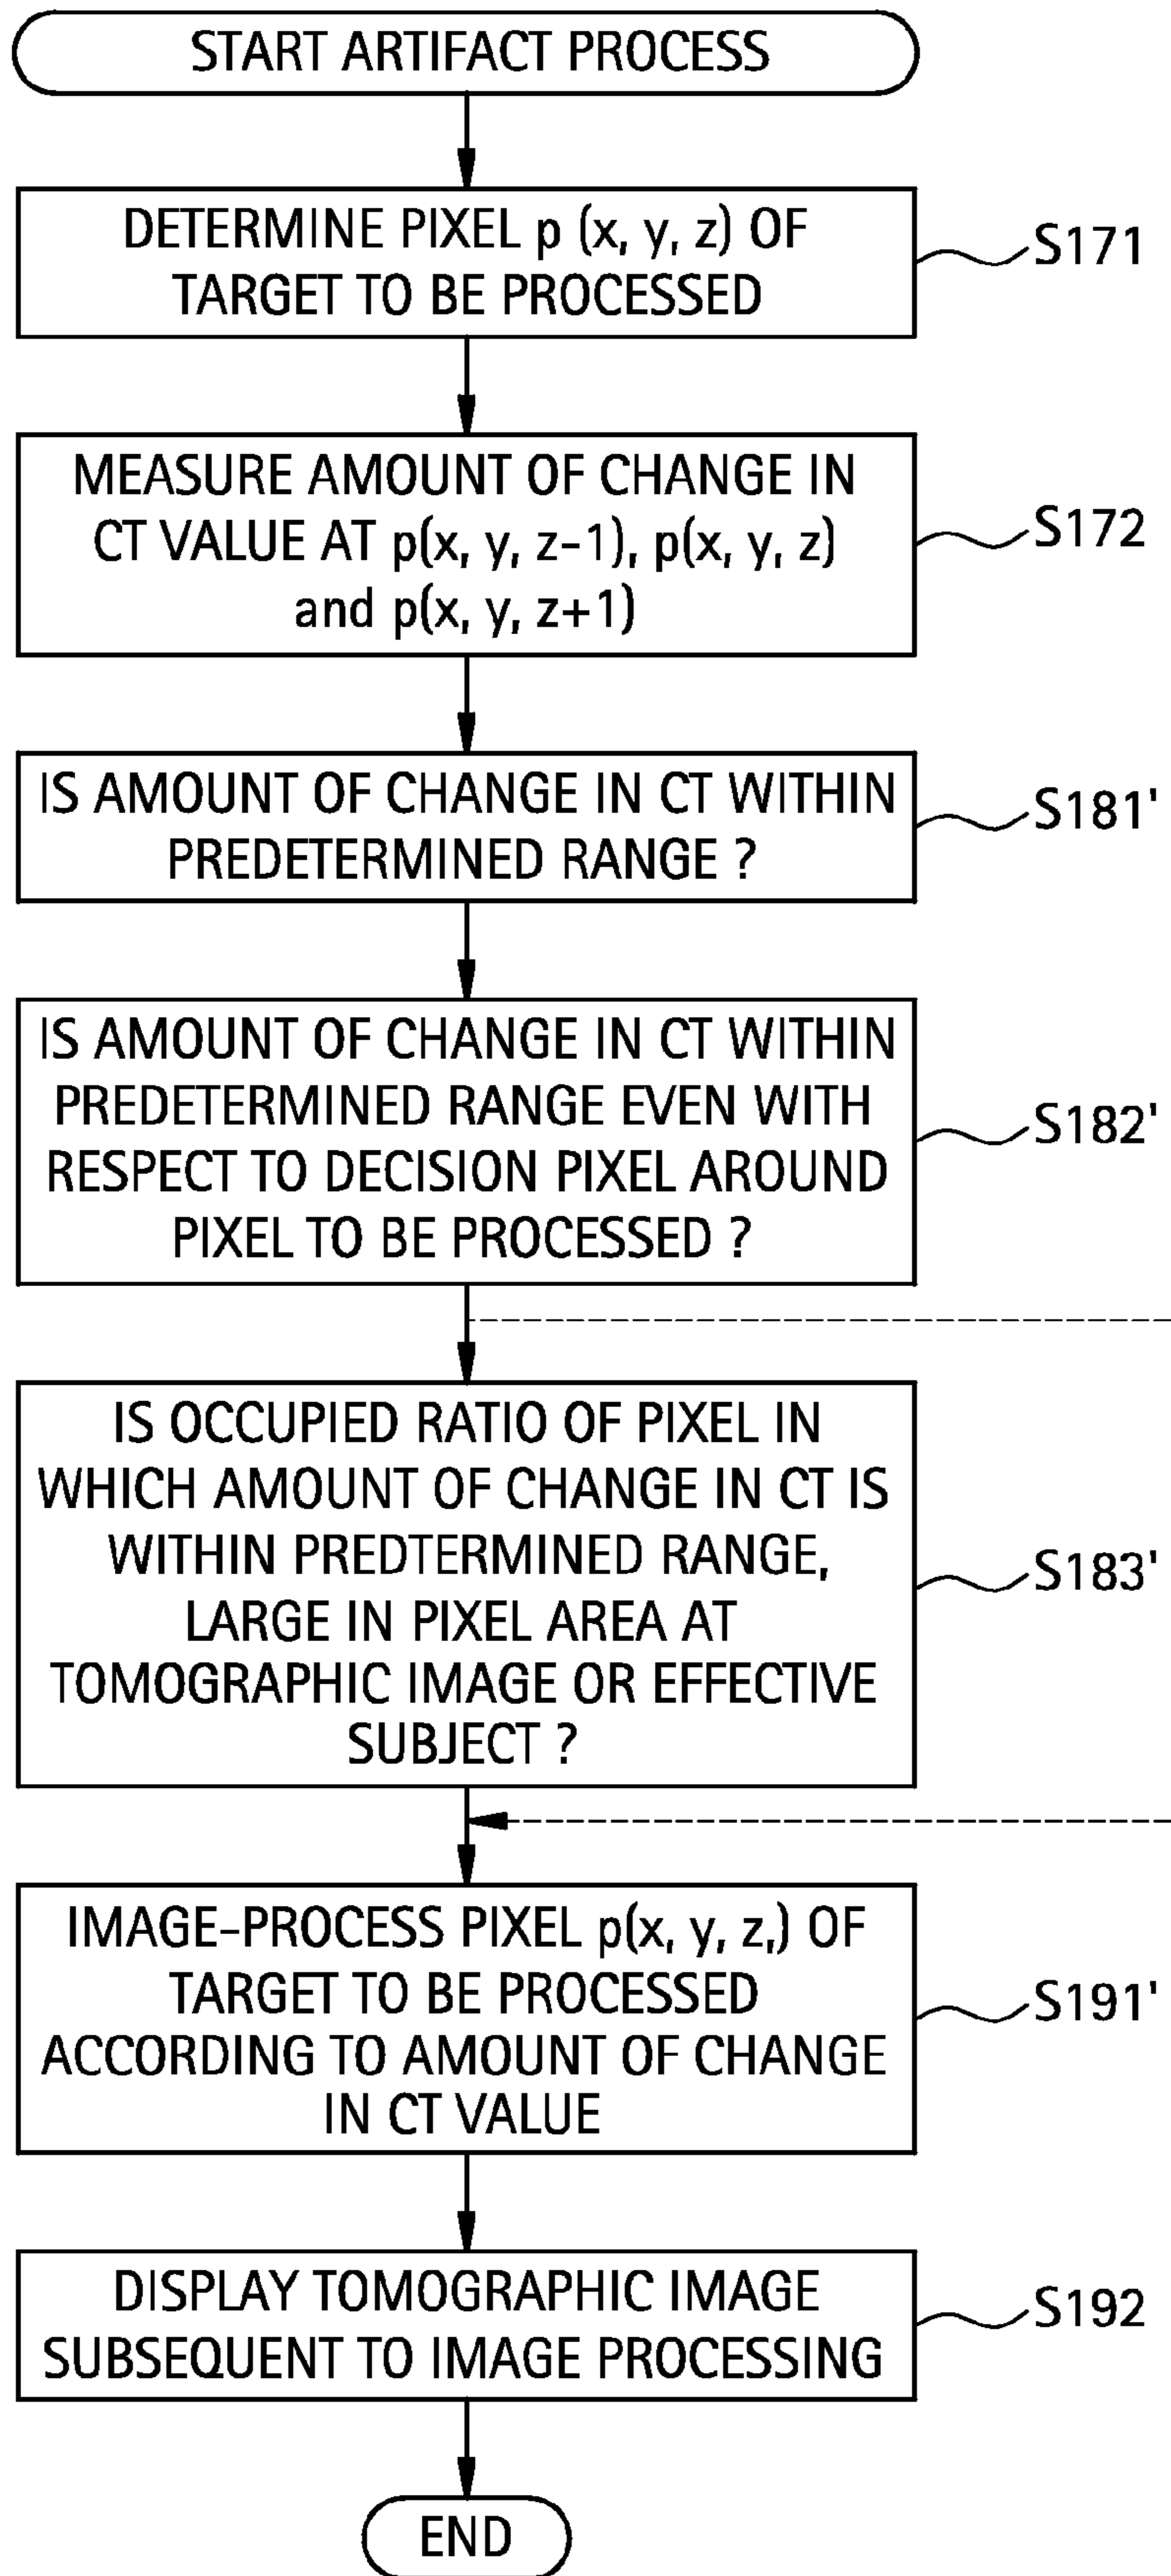 START ARTIFACT PROCESS
DETERMINE PIXEL p (x, y, z) OF
TARGET TO BE PROCESSED
S171
MEASURE AMOUNT OF CHANGE IN
CT VALUE AT p(x, y, z-1), p(x, y, z)
and p(x, y, z+1)
S172
IS AMOUNT OF CHANGE IN CT WITHIN
PREDETERMINED RANGE ?
S181'
IS AMOUNT OF CHANGE IN CT WITHIN
PREDETERMINED RANGE EVEN WITH
RESPECT TO DECISION PIXEL AROUND
PIXEL TO BE PROCESSED ?
S182'
IS OCCUPIED RATIO OF PIXEL IN
WHICH AMOUNT OF CHANGE IN CT IS
WITHIN PREDTERMINED RANGE,
LARGE IN PIXEL AREA AT
TOMOGRAPHIC IMAGE OR EFFECTIVE
SUBJECT ?
S183'
IMAGE-PROCESS PIXEL p(x, y, z,) OF
TARGET TO BE PROCESSED
ACCORDING TO AMOUNT OF CHANGE
IN CT VALUE
S191'
DISPLAY TOMOGRAPHIC IMAGE
SUBSEQUENT TO IMAGE PROCESSING
S192
END